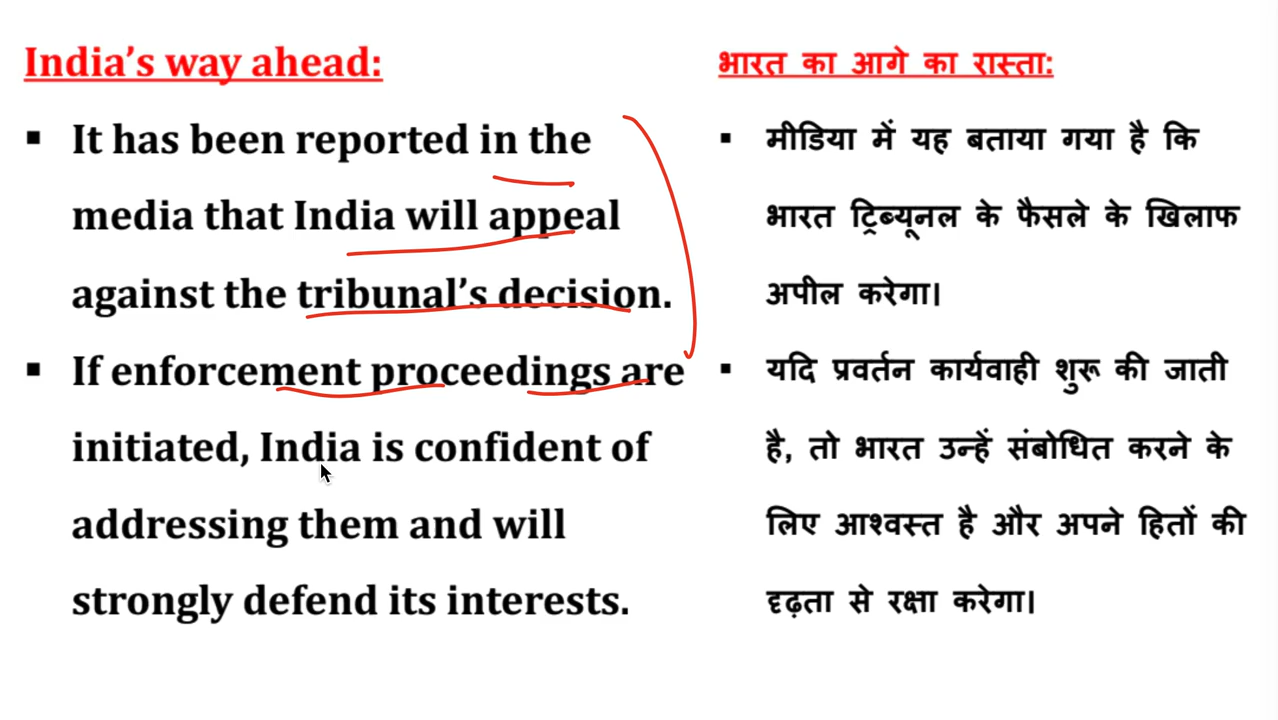 India’s way ahead:
▪ It has been reported in the
media that India will appeal
against the tribunal’s decision.
▪ If enforcement proceedings are
initiated, India is confident of
addressing them and will
strongly defend its interests.
भारत का आगे का रास्ता:
▪ मीडिया में यह बताया गया है कि
भारत ट्रिब्यूनल के फैसले के खिलाफ
अपील करेगा।
▪ यदि प्रवर्तन कार्यवाही शुरू की जाती
है, तो भारत उन्हें संबोधित करने के
लिए आश्वस्त है और अपने हितों की
दृढ़ता से रक्षा करेगा।